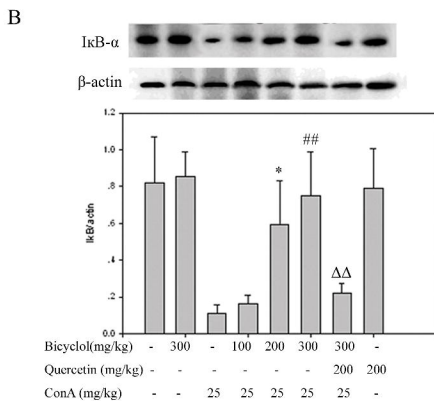 B
IκB-α
β-actin
1.2
1.0
.8
.6
.4
.2
0.0
IkB/actin
* ## ΔΔ
Bicyclol(mg/kg) - 300 - 100 200 300 300 -
Quercetin (mg/kg) - - - - - - 200 200
ConA (mg/kg) - - 25 25 25 25 25 -